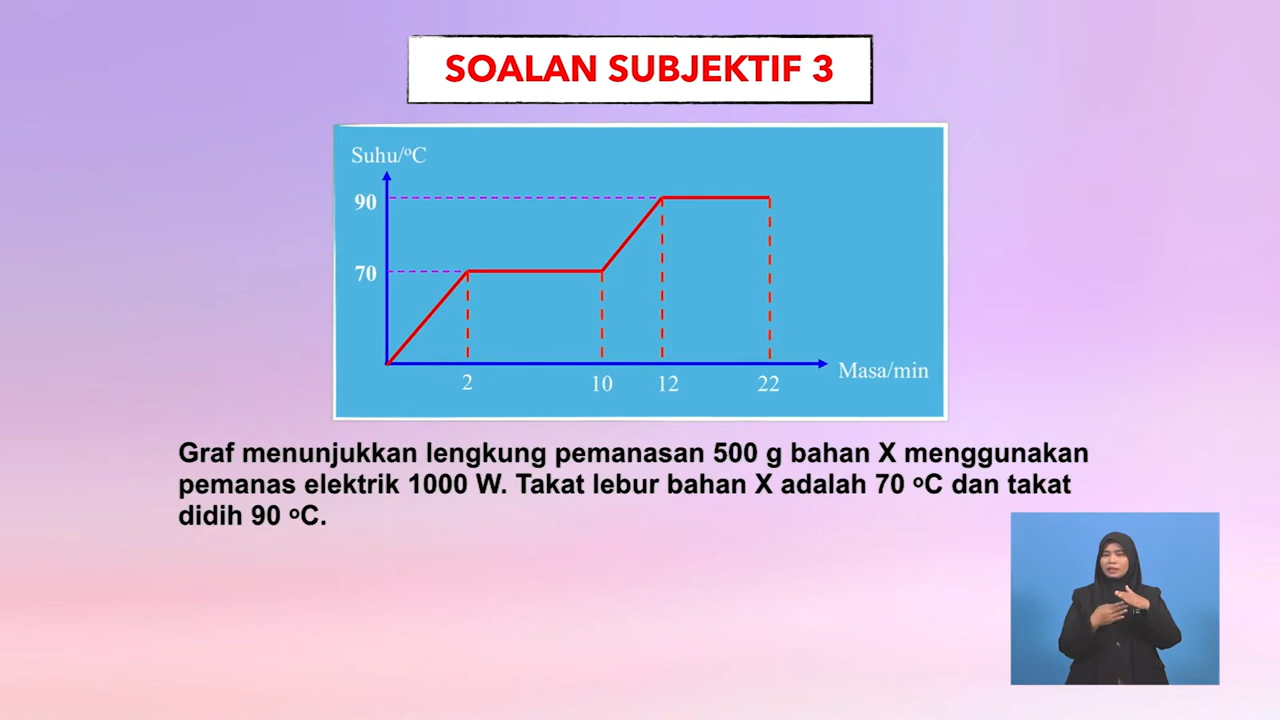 SOALAN SUBJEKTIF 3
Suhu/ºC
90
70
2
10
12
22
Masa/min
Graf menunjukkan lengkung pemanasan 500 g bahan X menggunakan
pemanas elektrik 1000 W. Takat lebur bahan X adalah 70 ºC dan takat
didih 90 ºC.